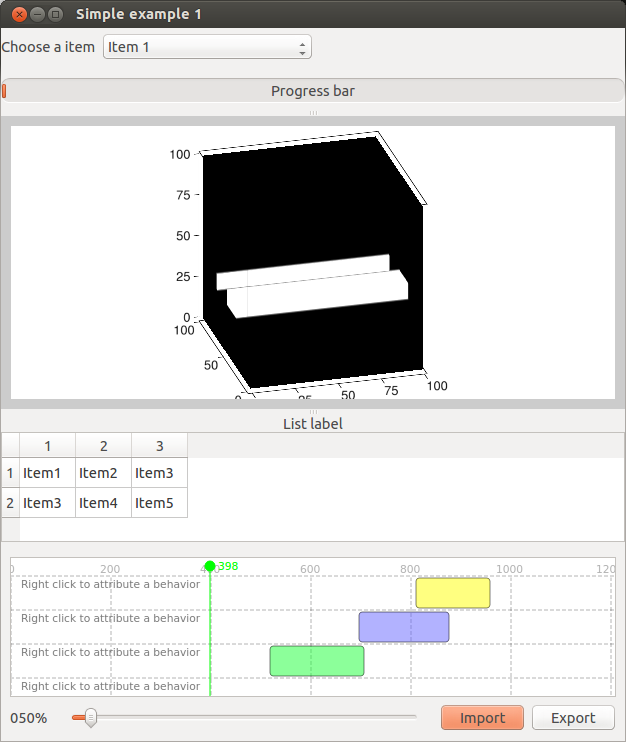 Simple example 1
Choose a item Item 1
Progress bar
100
75
50
25
0
100
50
0 25 50 75 100
List label
1 2 3
1 Item1 Item2 Item3
2 Item3 Item4 Item5
0 200 400 398 600 800 1000 120
Right click to attribute a behavior
Right click to attribute a behavior
Right click to attribute a behavior
Right click to attribute a behavior
050% Import Export